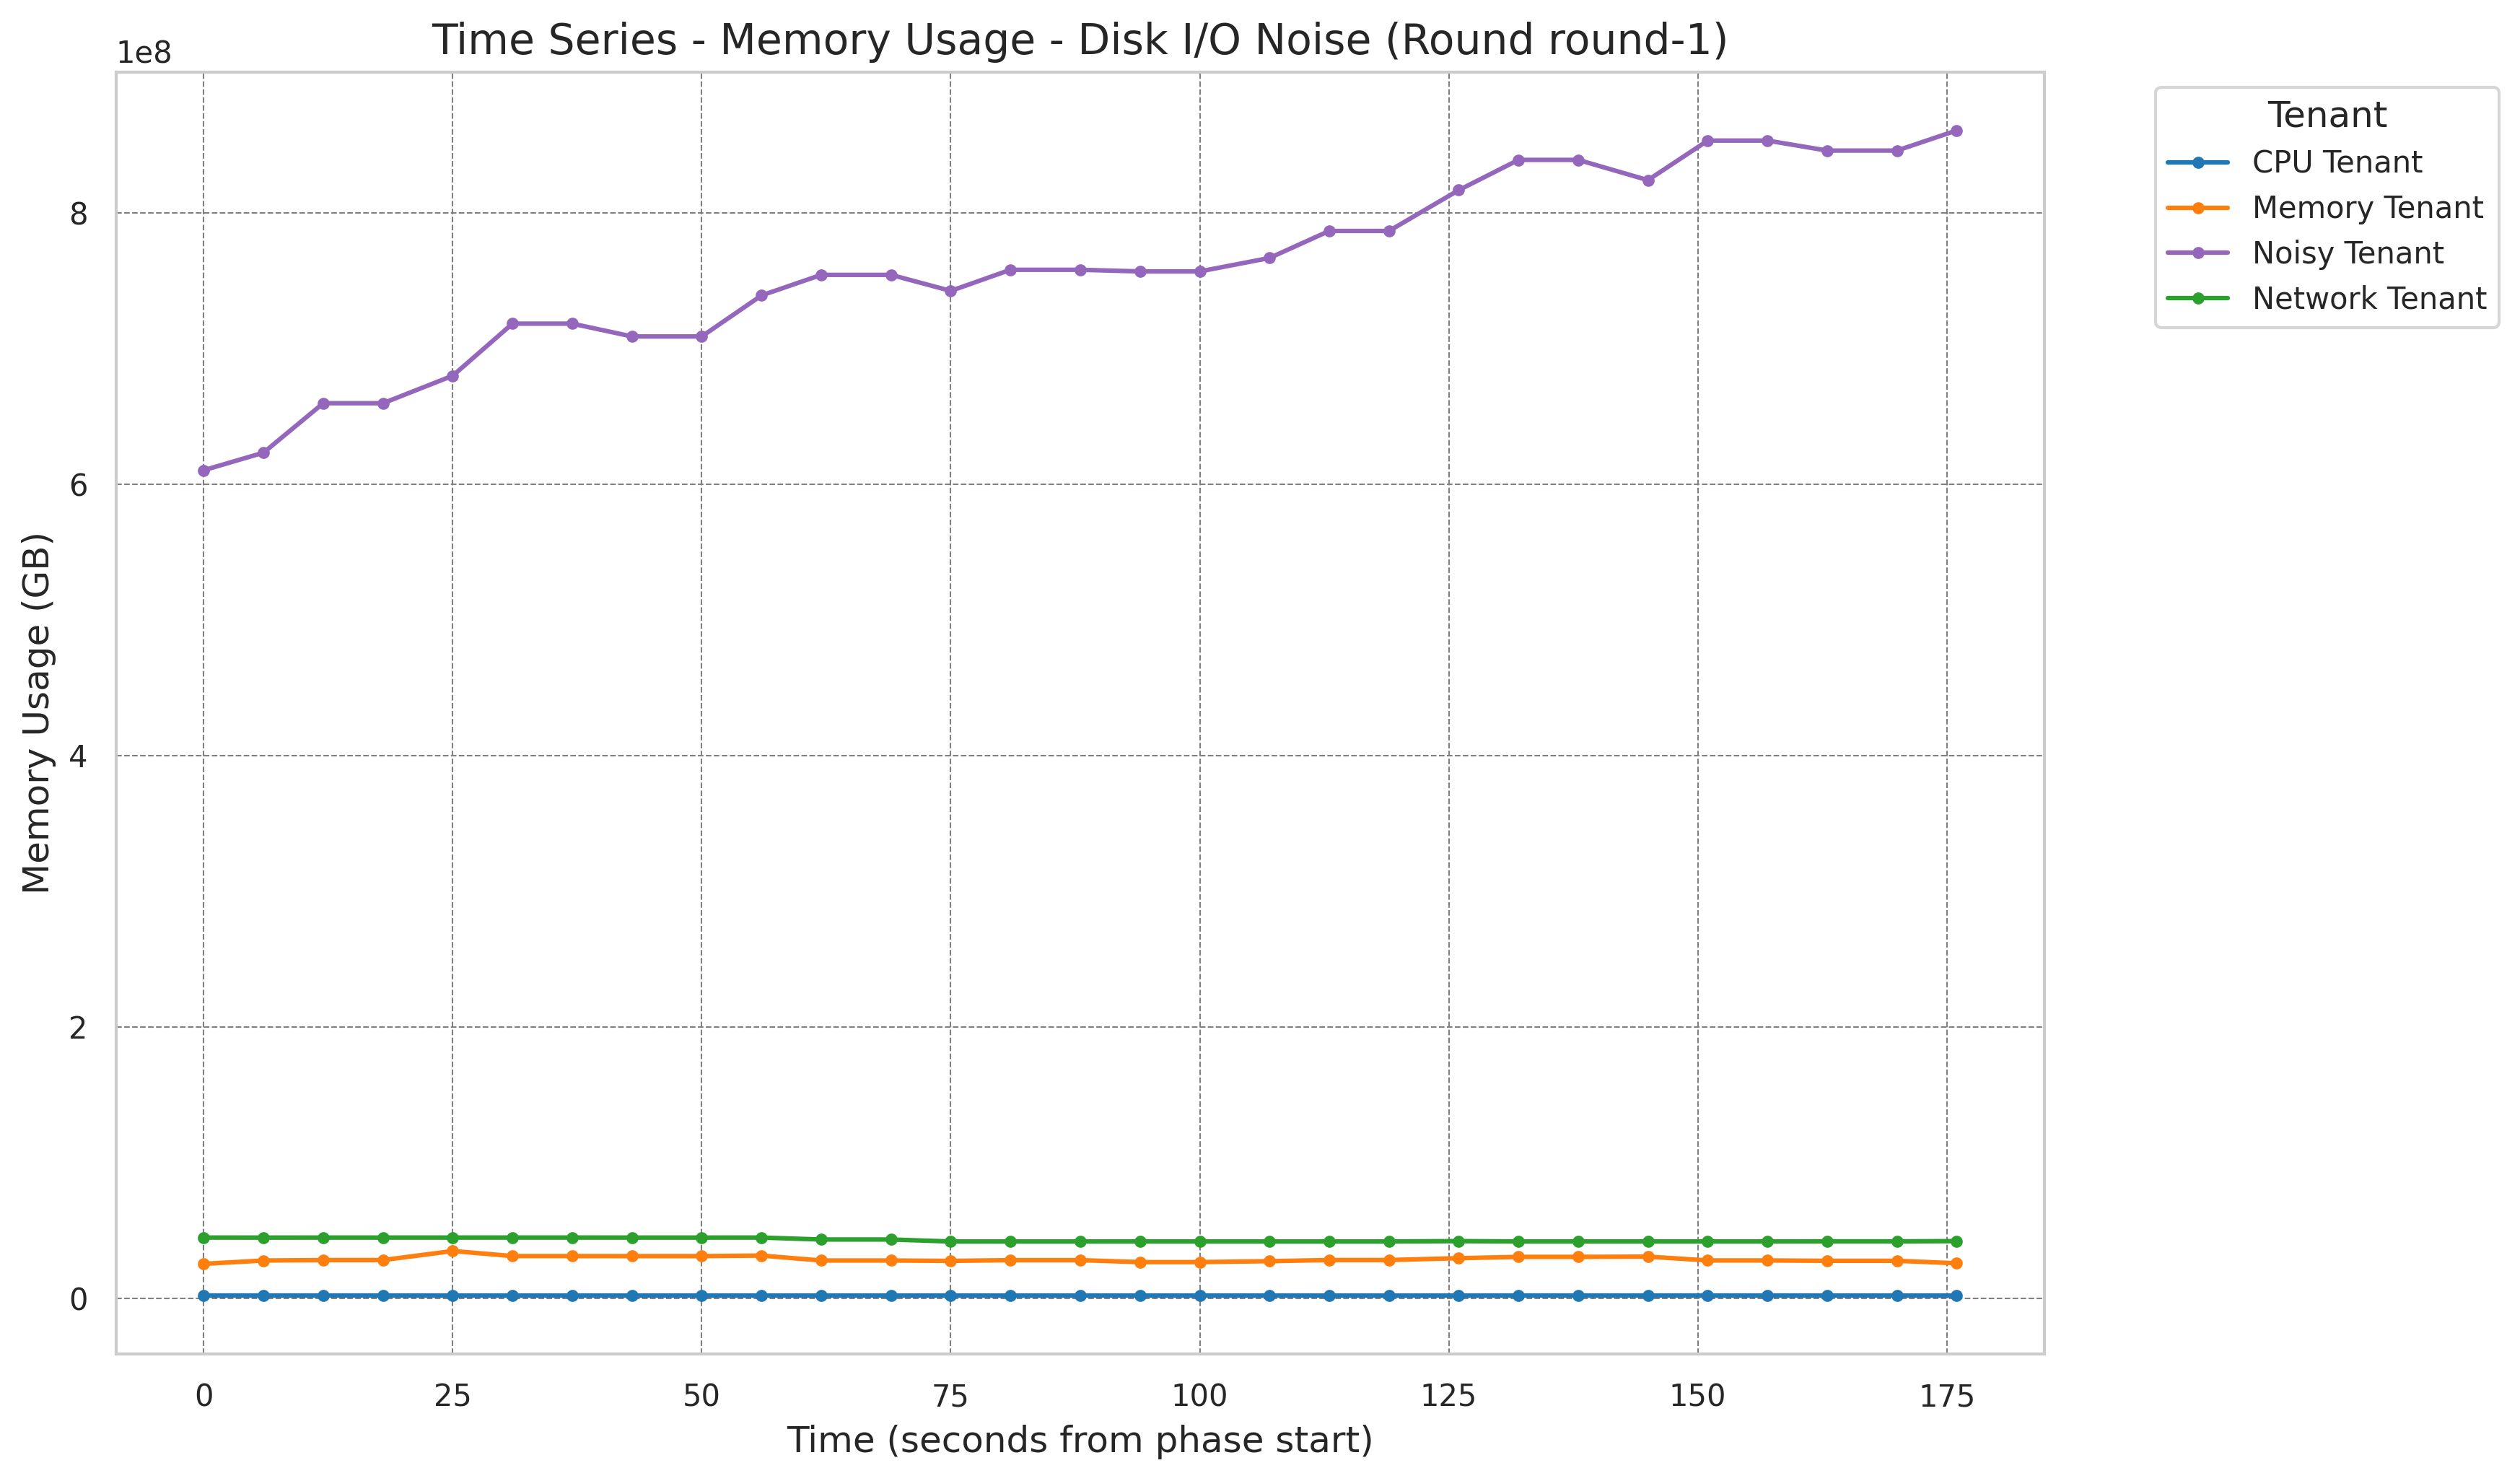 Time Series - Memory Usage - Disk I/O Noise (Round round-1)
1e8
Memory Usage (GB)
8
6
4
2
0
0 25 50 75 100 125 150 175
Time (seconds from phase start)
Tenant
CPU Tenant
Memory Tenant
Noisy Tenant
Network Tenant